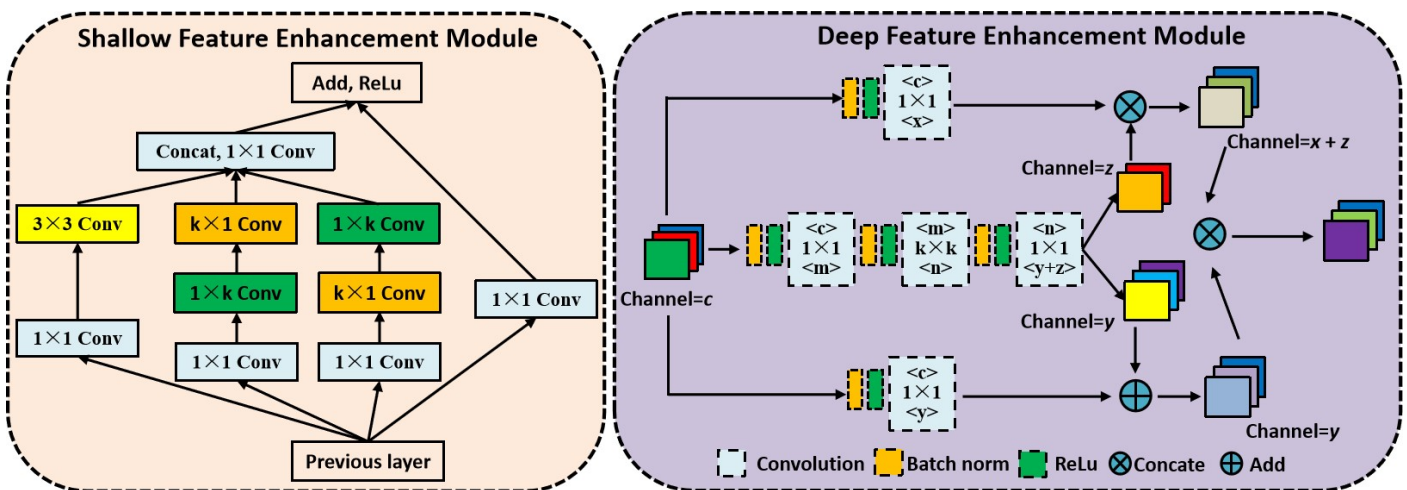 Shallow Feature Enhancement Module
Add, ReLu
Concat, 1×1 Conv
3×3 Conv
k×1 Conv
1×k Conv
1×k Conv
k×1 Conv
1×1 Conv
1×1 Conv
1×1 Conv
1×1 Conv
Previous layer
Deep Feature Enhancement Module
<c>
1×1
<x>
Channel=x + z
Channel=z
Channel=c
<c>
1×1
<m>
<m>
k×k
<n>
<n>
1×1
<y+z>
Channel=y
<c>
1×1
<y>
Channel=y
Convolution
Batch norm
ReLu
Concate
Add